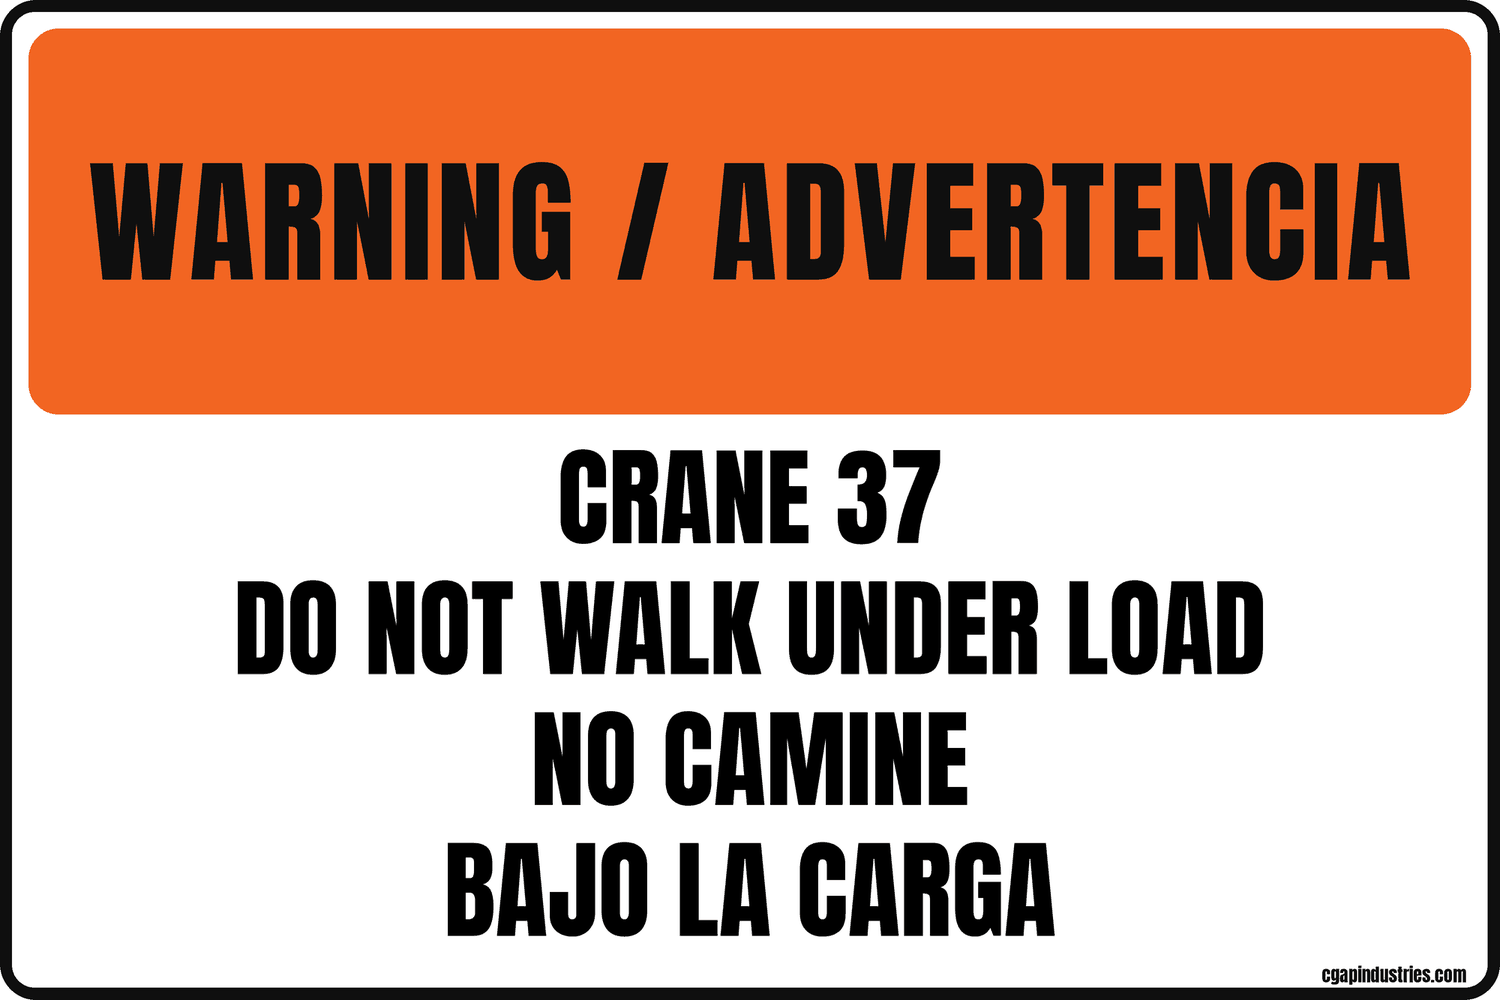 WARNING / ADVERTENCIA
CRANE 37
DO NOT WALK UNDER LOAD
NO CAMINE
BAJO LA CARGA
cgapindustries.com